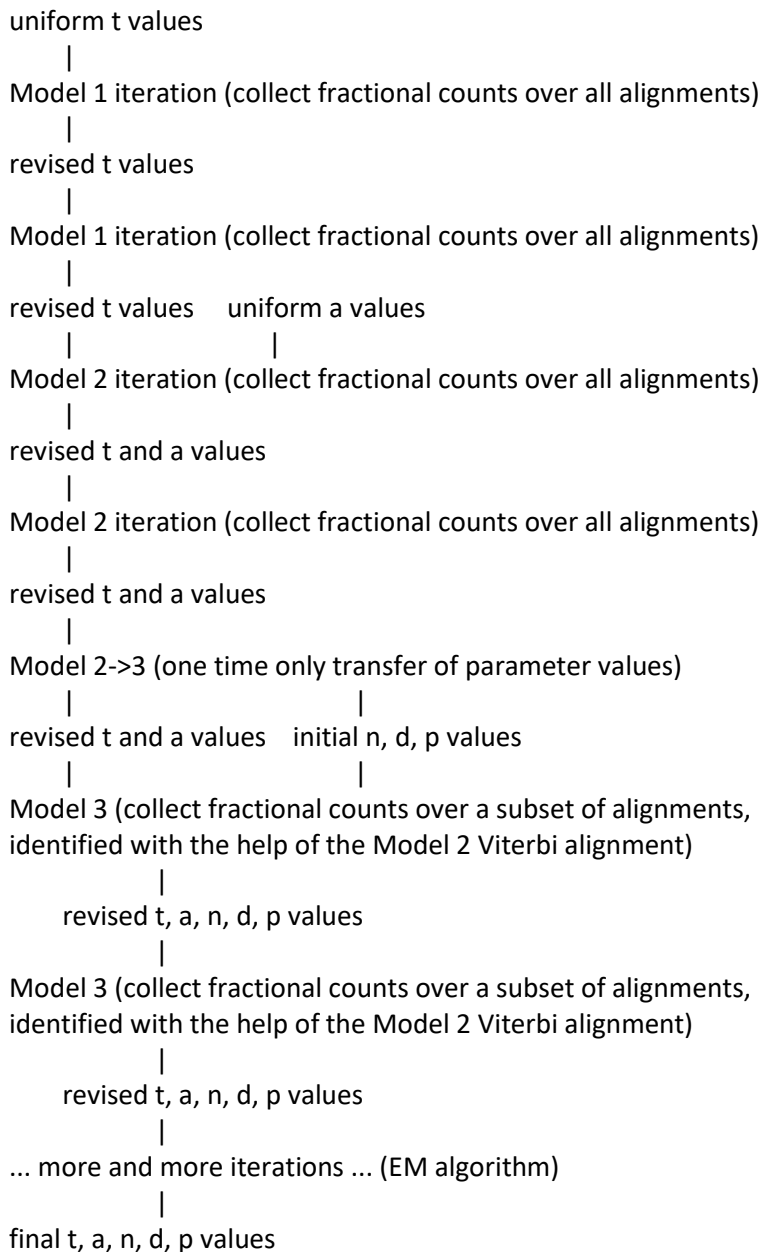 uniform t values
|
Model 1 iteration (collect fractional counts over all alignments)
|
revised t values
|
Model 1 iteration (collect fractional counts over all alignments)
|
revised t values    uniform a values
|    |
Model 2 iteration (collect fractional counts over all alignments)
|
revised t and a values
|
Model 2 iteration (collect fractional counts over all alignments)
|
revised t and a values
|
Model 2->3 (one time only transfer of parameter values)
|    |
revised t and a values    initial n, d, p values
|    |
Model 3 (collect fractional counts over a subset of alignments,
identified with the help of the Model 2 Viterbi alignment)
|
revised t, a, n, d, p values
|
Model 3 (collect fractional counts over a subset of alignments,
identified with the help of the Model 2 Viterbi alignment)
|
revised t, a, n, d, p values
|
... more and more iterations ... (EM algorithm)
|
final t, a, n, d, p values